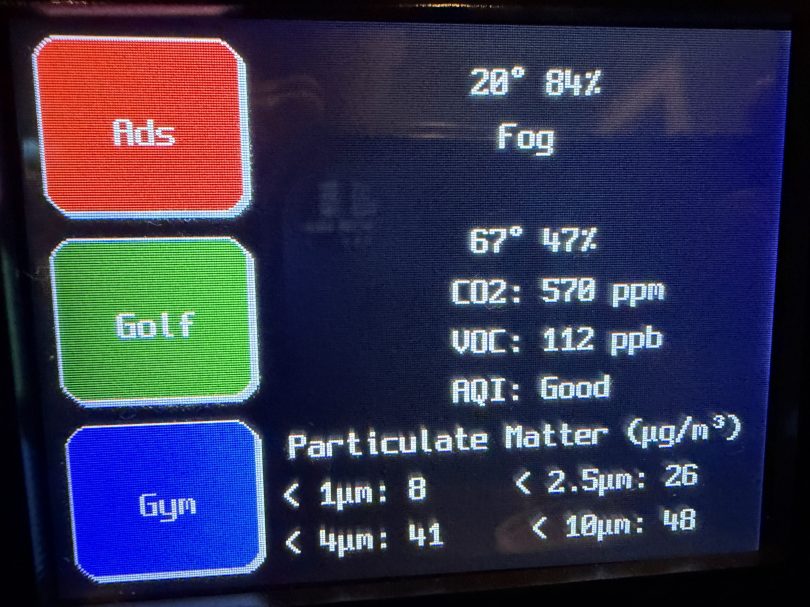 Ads
20° 84%
Fog
Golf
67° 47%
CO2: 570 ppm
VOC: 112 ppb
AQI: Good
Gym
Particulate Matter (µg/m³)
< 1µm: 8 < 2.5µm: 26
< 4µm: 41 < 10µm: 48